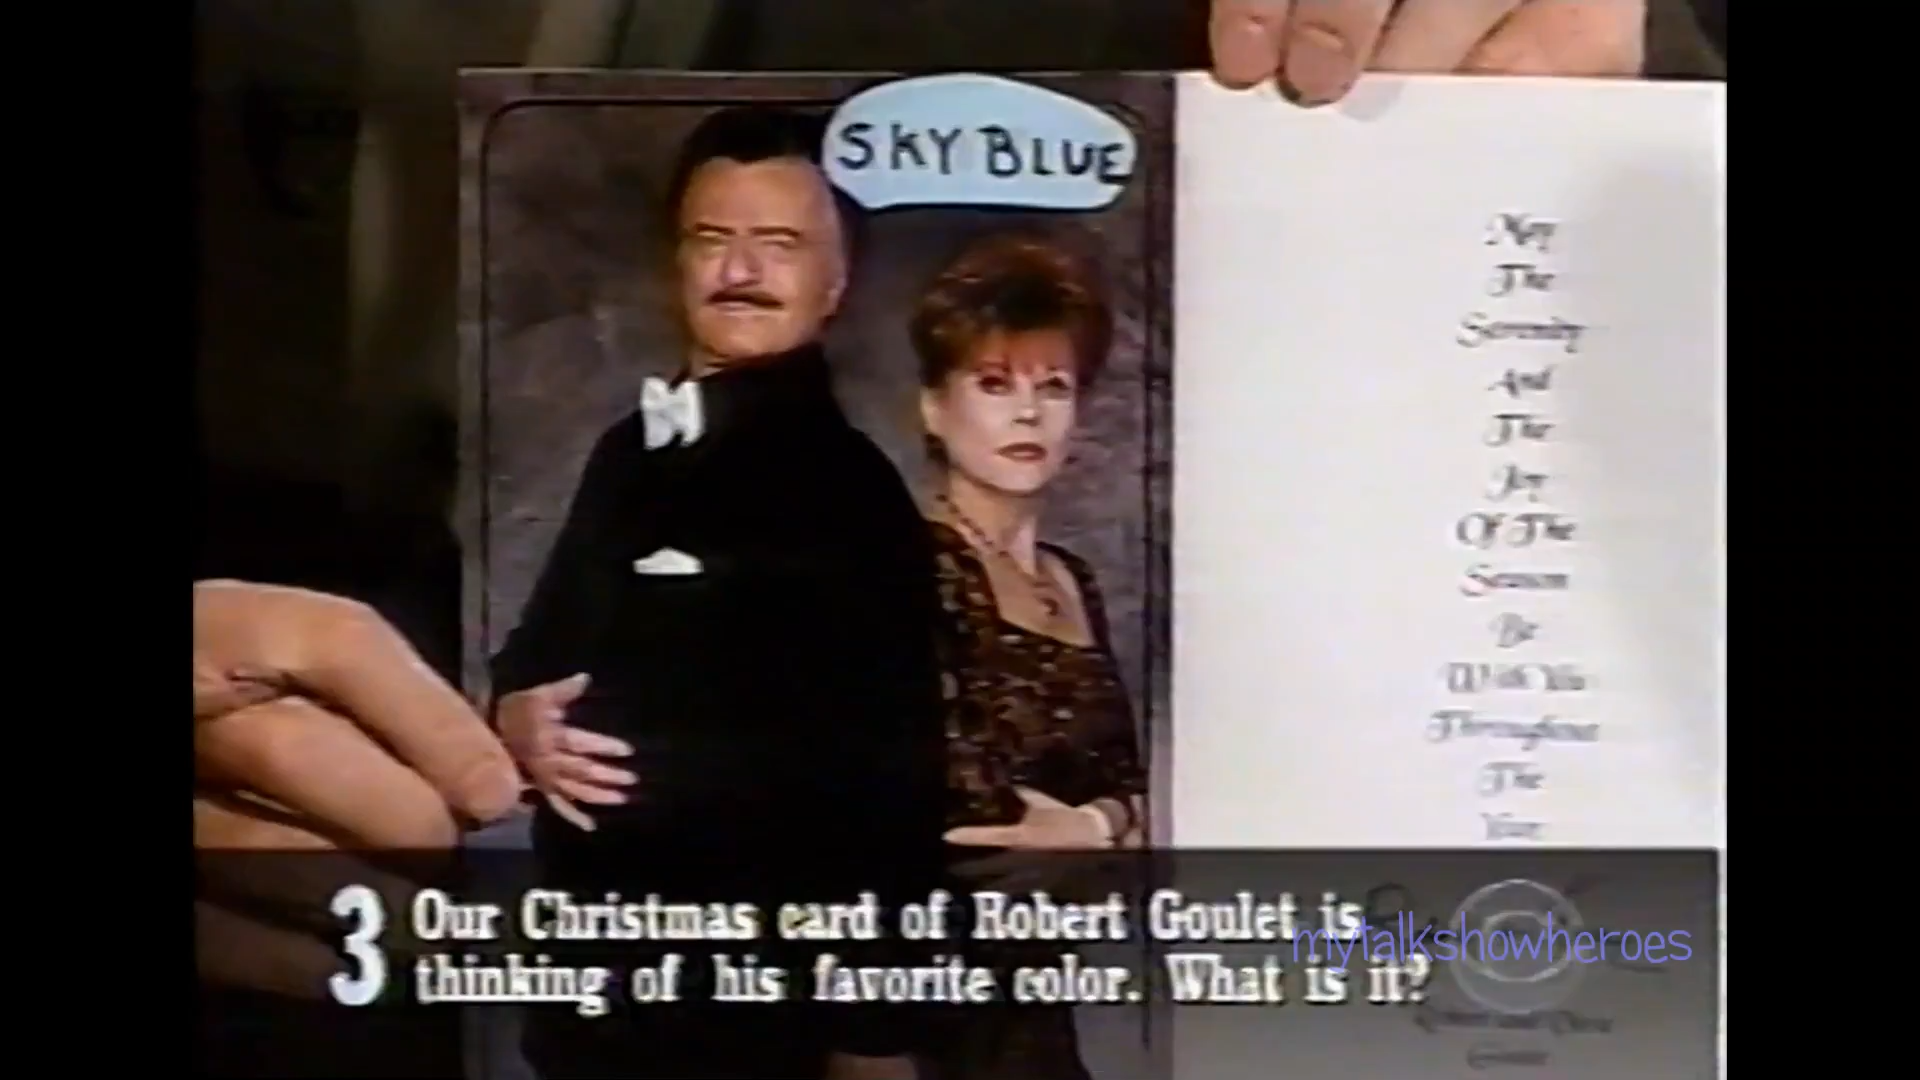 SKY BLUE
May
The
Serenity
And
The
Joy
Of The
Season
Be
With You
Throughout
The
Year
3 Our Christmas card of Robert Goulet is
thinking of his favorite color. What is it?
mytalkshowheroes